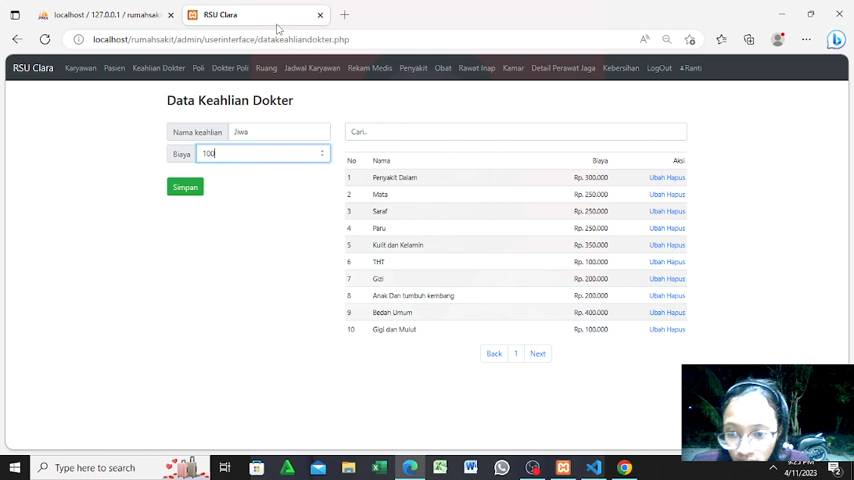 localhost / 127.0.0.1 / rumahsaki
RSU Clara
localhost/rumahsakit/admin/userinterface/datakeahliandokter.php
RSU Clara Karyawan Pasien Keahlian Dokter Poli Dokter Poli Ruang Jadwal Karyawan Rekam Medis Penyakit Obat Rawat Inap Kamar Detail Perawat Jaga Kebersihan LogOut Ranti
Data Keahlian Dokter
Nama keahlian Jiwa
Biaya 100
Simpan
Cari..
No Nama Biaya Aksi
1 Penyakit Dalam Rp. 300.000 Ubah Hapus
2 Mata Rp. 250.000 Ubah Hapus
3 Saraf Rp. 250.000 Ubah Hapus
4 Paru Rp. 250.000 Ubah Hapus
5 Kulit dan Kelamin Rp. 350.000 Ubah Hapus
6 THT Rp. 100.000 Ubah Hapus
7 Gizi Rp. 200.000 Ubah Hapus
8 Anak Dan tumbuh kembang Rp. 200.000 Ubah Hapus
9 Bedah Umum Rp. 400.000 Ubah Hapus
10 Gigi dan Mulut Rp. 100.000 Ubah Hapus
Back 1 Next
Type here to search
4/11/2023